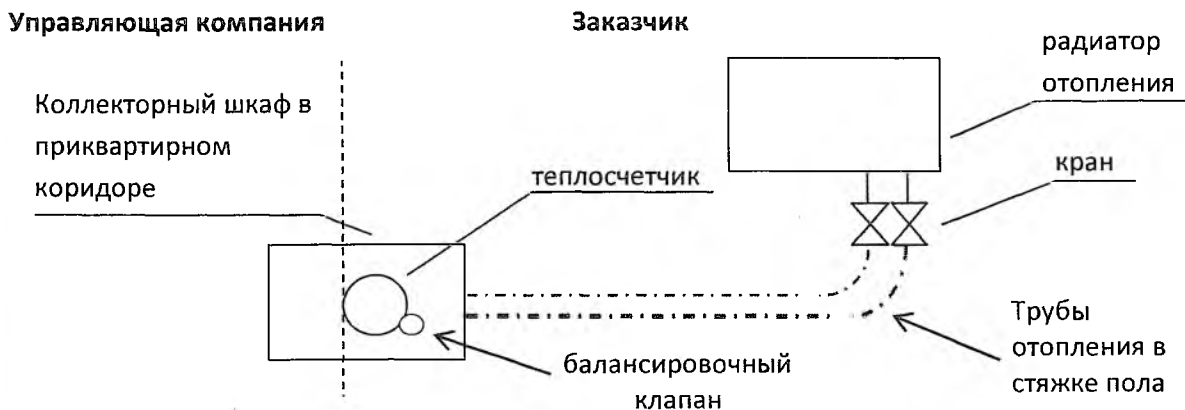 Управляющая компания
Заказчик
Коллекторный шкаф в
приквартирном
коридоре
теплосчетчик
балансировочный
клапан
радиатор
отопления
кран
Трубы
отопления в
стяжке пола